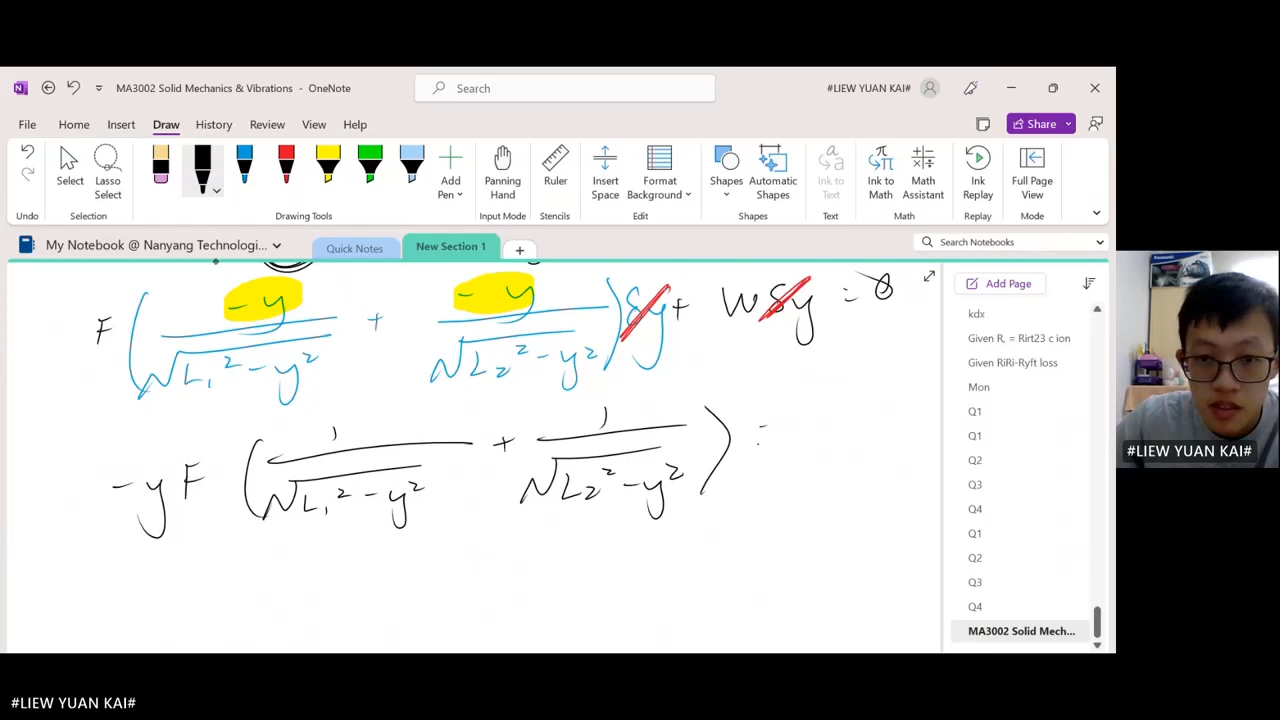 MA3002 Solid Mechanics & Vibrations - OneNote
Search
#LIEW YUAN KAI#
File Home Insert Draw History Review View Help
Share
Undo
Select
Lasso Select
Add Pen
Panning Hand
Ruler
Insert Space
Format Background
Shapes
Automatic Shapes
Ink to Text
Ink to Math
Math Assistant
Ink Replay
Full Page View
Undo Selection Drawing Tools Input Mode Stencils Edit Shapes Text Math Replay Mode
My Notebook @ Nanyang Technologi...
Quick Notes
New Section 1
Search Notebooks
Add Page
kdx
Given R, = Rirt23 c ion
Given RiRi-Ryft loss
Mon
Q1
Q1
Q2
Q3
Q4
Q1
Q2
Q3
Q4
MA3002 Solid Mech...
F ( -y / √L₁² - y² + -y / √L₂² - y² ) δy + Wδy = 0
-yF ( 1 / √L₁² - y² + 1 / √L₂² - y² ) =
#LIEW YUAN KAI#
#LIEW YUAN KAI#